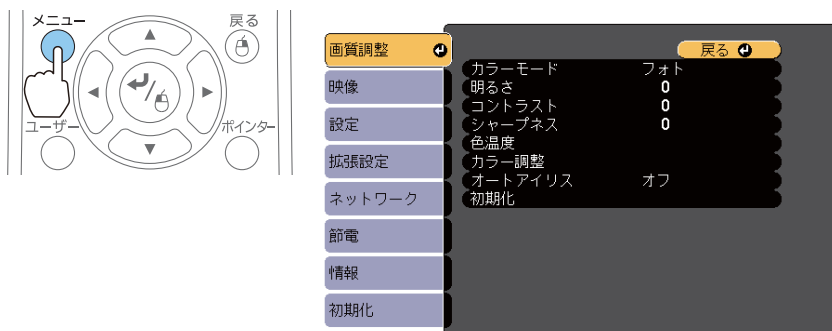 メニュー
戻る
ユーザー
ポインター
画質調整
映像
設定
拡張設定
ネットワーク
節電
情報
初期化
戻る
カラーモード フォト
明るさ 0
コントラスト 0
シャープネス 0
色温度
カラー調整
オートアイリス オフ
初期化